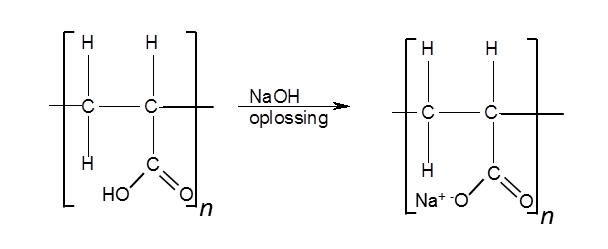 H H
C C
H C
HO O n
NaOH
oplossing
H H
C C
H C
Na+ -O O n